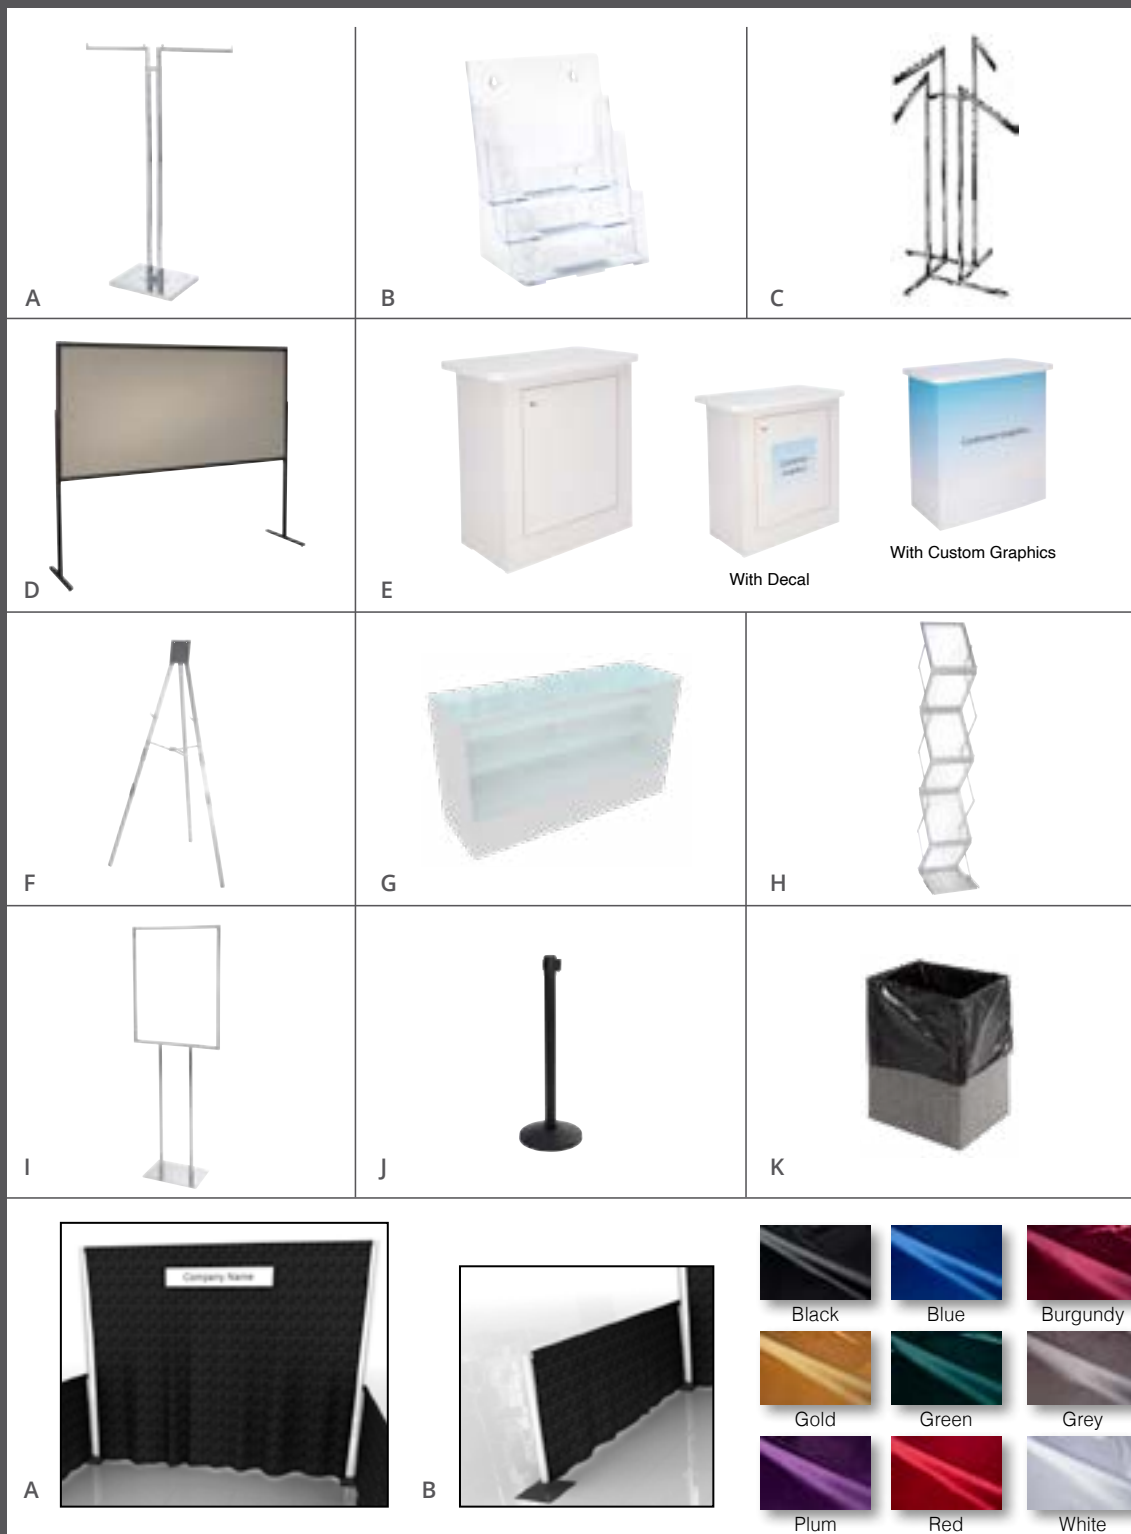 A
B
C
D
E
With Decal
With Custom Graphics
F
G
H
I
J
K
A
Company Name
B
Black
Blue
Burgundy
Gold
Green
Grey
Plum
Red
White